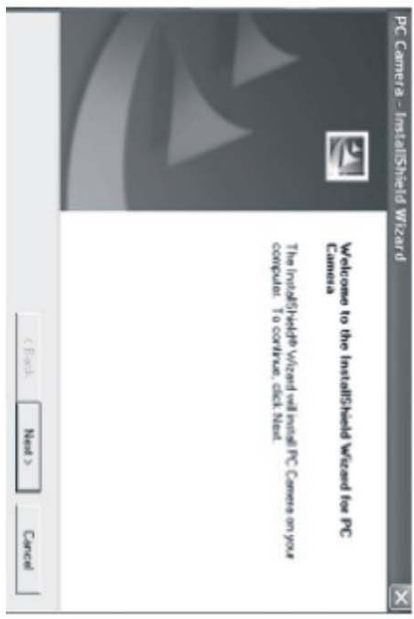 PC Camera - InstallShield Wizard
Welcome to the InstallShield Wizard for PC
Camera
The InstallShield® Wizard will install PC Camera on your
computer. To continue, click Next.
< Back
Next >
Cancel